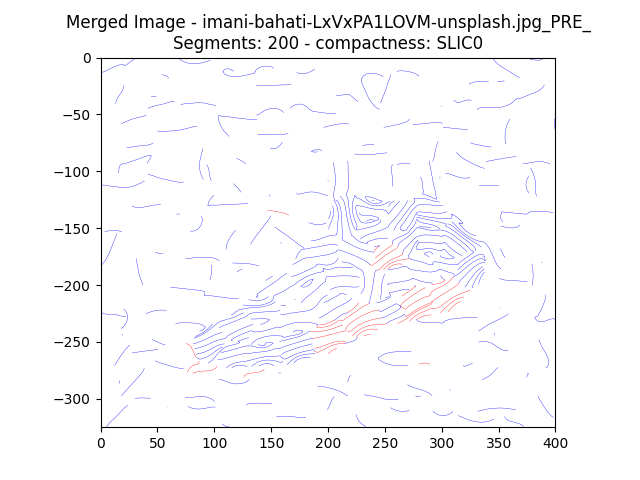 Merged Image - imani-bahati-LxVxPA1LOVM-unsplash.jpg_PRE_
Segments: 200 - compactness: SLIC0
0
−50
−100
−150
−200
−250
−300
0 50 100 150 200 250 300 350 400